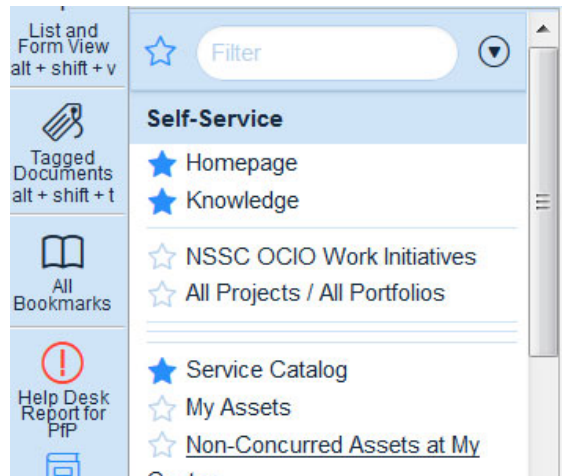 List and
Form View
alt + shift + v
Tagged
Documents
alt + shift + t
All
Bookmarks
Help Desk
Report for
PfP
Filter
Self-Service
Homepage
Knowledge
NSSC OCIO Work Initiatives
All Projects / All Portfolios
Service Catalog
My Assets
Non-Concurred Assets at My